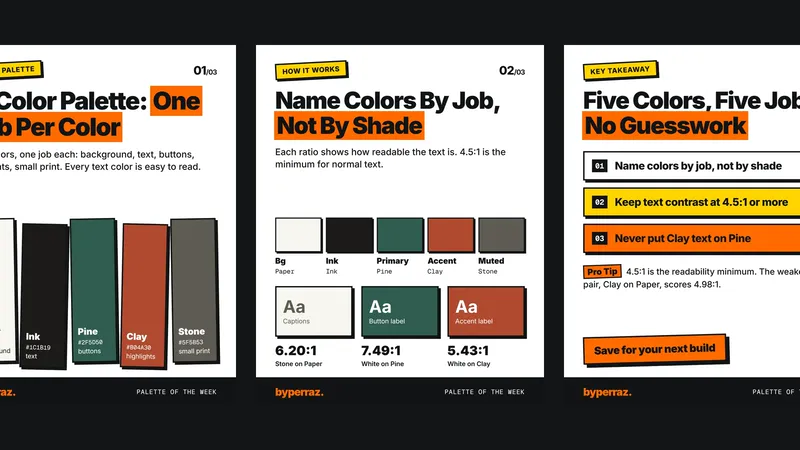 PALETTE
01/03
Color Palette: One
b Per Color
ors, one job each: background, text, buttons,
nts, small print. Every text color is easy to read.
Ink
#1C1B19
text
Pine
#2F5D50
buttons
Clay
#B04A30
highlights
Stone
#5F5B53
small print
raz.
PALETTE OF THE WEEK
HOW IT WORKS
02/03
Name Colors By Job,
Not By Shade
Each ratio shows how readable the text is. 4.5:1 is the
minimum for normal text.
Bg
Paper
Ink
Ink
Primary
Pine
Accent
Clay
Muted
Stone
Aa
Captions
Aa
Button label
Aa
Accent label
6.20:1
Stone on Paper
7.49:1
White on Pine
5.43:1
White on Clay
byperraz.
PALETTE OF THE WEEK
KEY TAKEAWAY
Five Colors, Five Job
No Guesswork
01 Name colors by job, not by shade
02 Keep text contrast at 4.5:1 or more
03 Never put Clay text on Pine
Pro Tip 4.5:1 is the readability minimum. The weake
pair, Clay on Paper, scores 4.98:1.
Save for your next build
byperraz.
PALETTE OF T